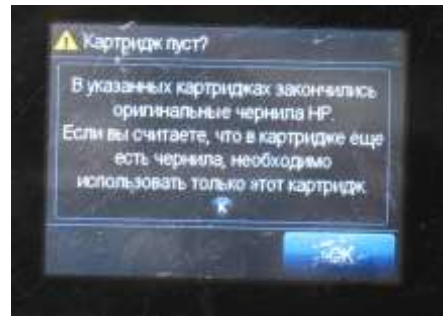 Картридж пуст?
В указанных картриджах закончились
оригинальные чернила HP.
Если вы считаете, что в картридже еще
есть чернила, необходимо
использовать только этот картридж
K
OK